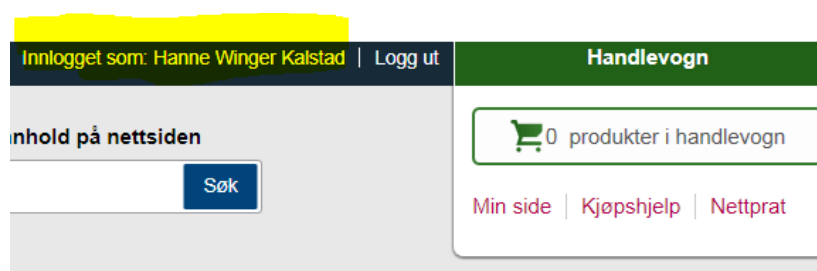 Innlogget som: Hanne Winger Kalstad | Logg ut
Handlevogn
nhold på nettsiden
Søk
0 produkter i handlevogn
Min side | Kjøpshjelp | Nettprat